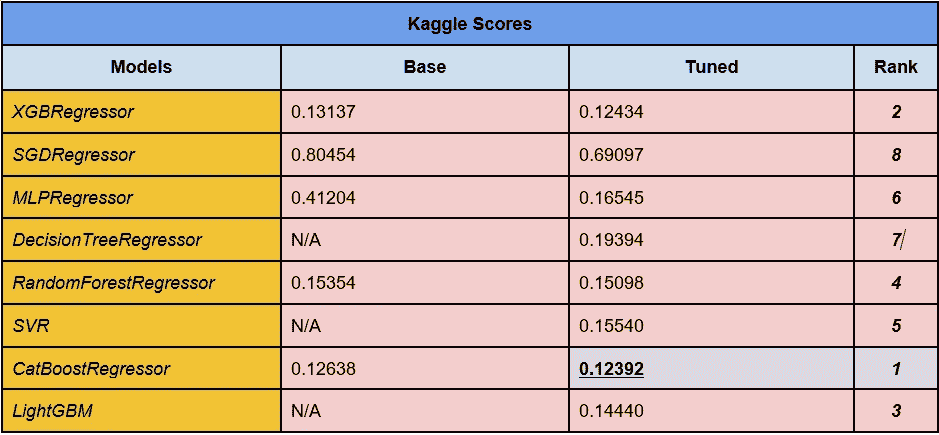 Kaggle Scores
Models Base Tuned Rank
XGBRegressor 0.13137 0.12434 2
SGDRegressor 0.80454 0.69097 8
MLPRegressor 0.41204 0.16545 6
DecisionTreeRegressor N/A 0.19394 7
RandomForestRegressor 0.15354 0.15098 4
SVR N/A 0.15540 5
CatBoostRegressor 0.12638 0.12392 1
LightGBM N/A 0.14440 3